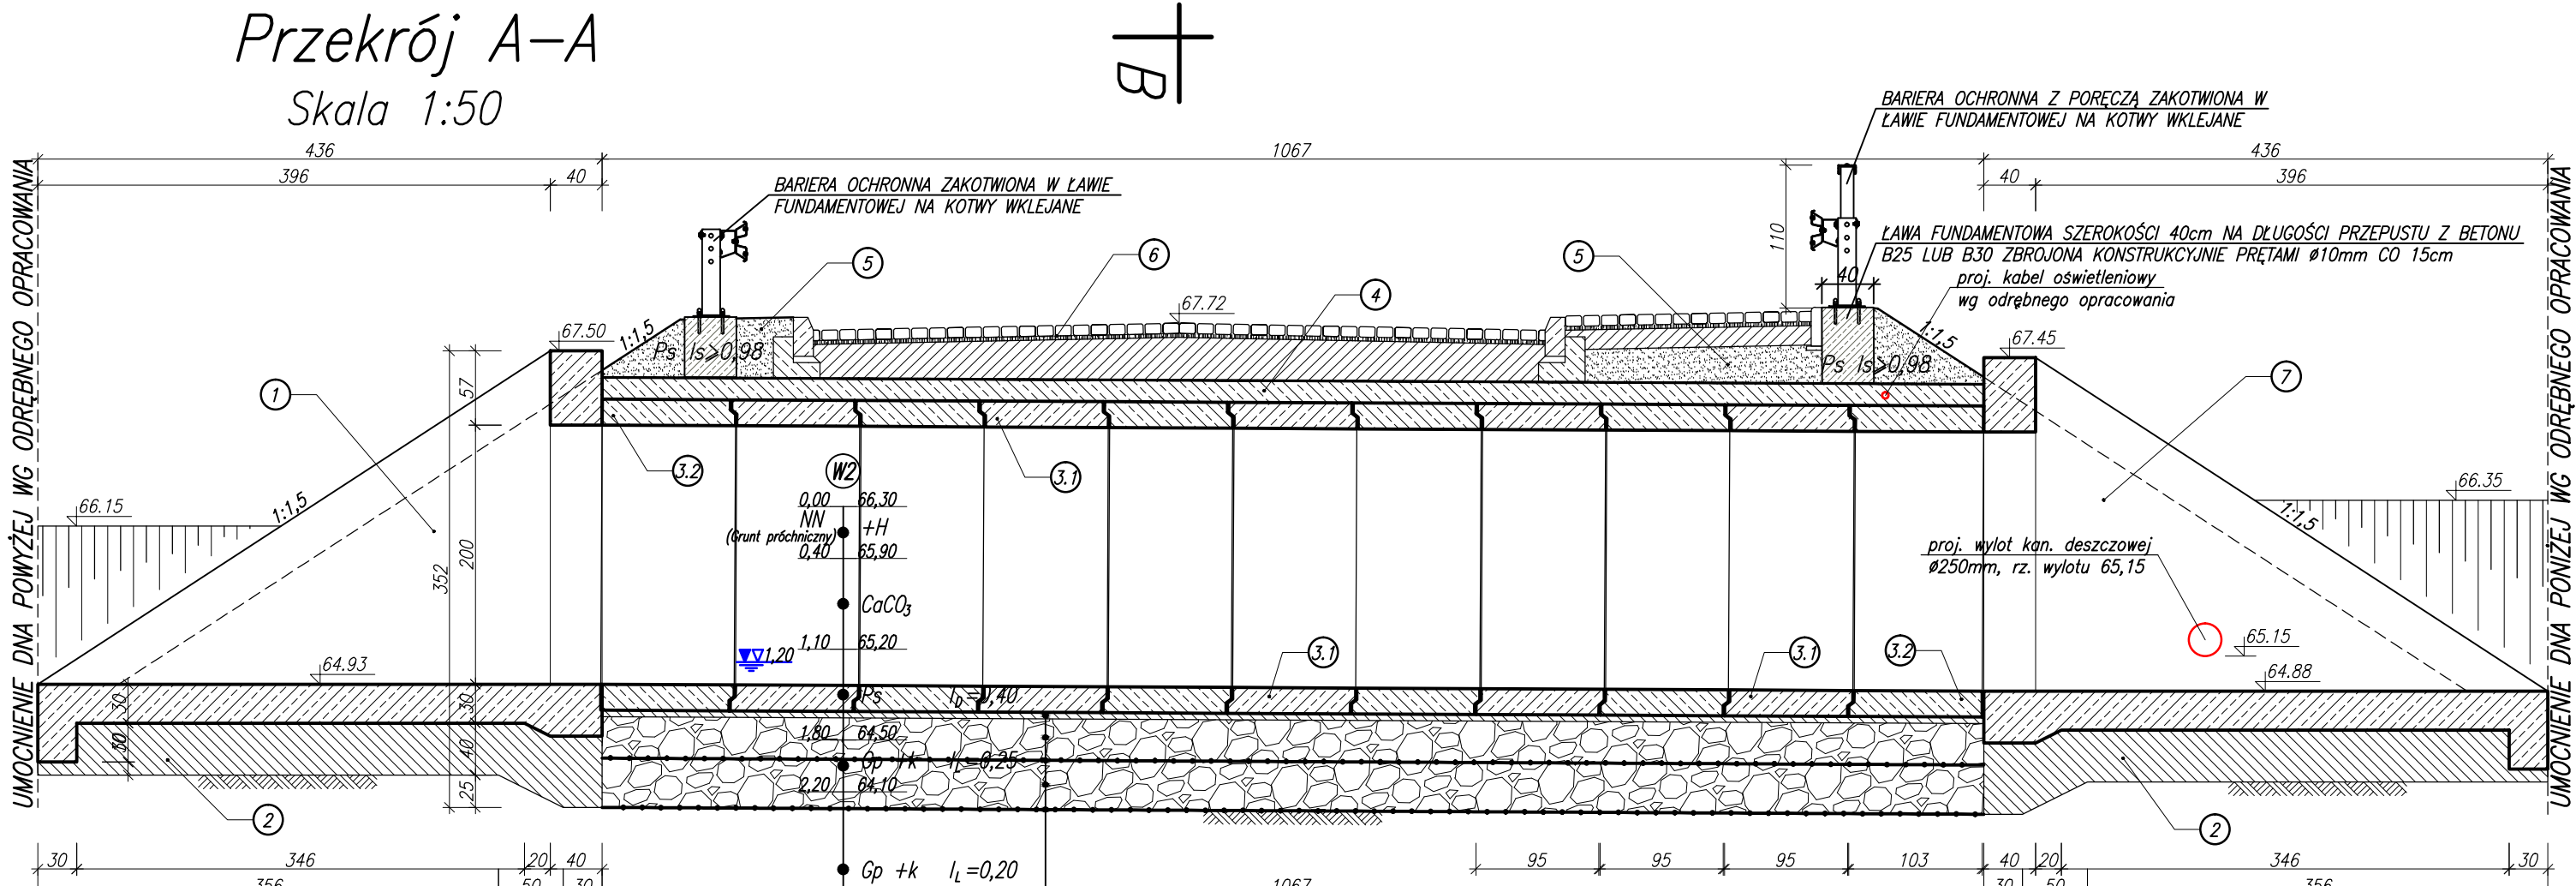 Przekrój A-A
Skala 1:50
B
UMOCNIENIE DNA POWYŻEJ WG ODRĘBNEGO OPRACOWANIA
UMOCNIENIE DNA PONIŻEJ WG ODRĘBNEGO OPRACOWANIA
436
1067
436
396
40
40
396
BARIERA OCHRONNA ZAKOTWIONA W ŁAWIE
FUNDAMENTOWEJ NA KOTWY WKLEJANE
BARIERA OCHRONNA Z PORĘCZĄ ZAKOTWIONA W
ŁAWIE FUNDAMENTOWEJ NA KOTWY WKLEJANE
110
ŁAWA FUNDAMENTOWA SZEROKOŚCI 40cm NA DŁUGOŚCI PRZEPUSTU Z BETONU
B25 LUB B30 ZBROJONA KONSTRUKCYJNIE PRĘTAMI ø10mm CO 15cm
40
proj. kabel oświetleniowy
wg odrębnego opracowania
5
6
4
5
67.72
67.50
1:1,5
Ps Is⩾0,98
Ps Is⩾0,98
1:1,5
67.45
1
7
57
200
352
3.2
3.1
W2
0,00 66,30
NN
(Grunt próchniczny)
+H
0,40 65,90
CaCO₃
1,10 65,20
1,20
66.15
1:1,5
66.35
1:1,5
proj. wylot kan. deszczowej
ø250mm, rz. wylotu 65,15
65.15
64.93
64.88
3.1
3.1
3.2
30
30
30
40
25
Ps I_D=0,40
1,80 64,50
Gp +k I_L=0,25
2,20 64,10
Gp +k I_L=0,20
2
2
30 346 20 40
95 95 95 103 40 20 346 30
356 50 30
1067
30 50 356